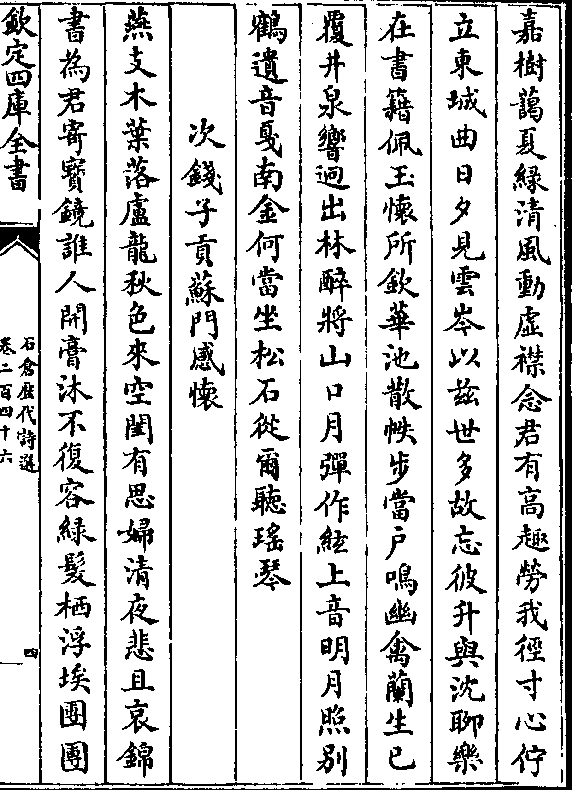 嘉樹藹夏緑清風動虛襟念君有高趣勞我徑寸心佇
立東城曲日夕見雲岑以兹世多故忘彼升與沈聊樂
在書籍佩玉懷所欽華池散帙步當户鳴幽禽蘭生已
覆井泉響迥出林醉將山口月彈作絃上音明月照别
鶴遺音戛南金何當坐松石從爾聽瑶琴
次錢子貢蘇門感懷
燕支木葉落盧龍秋色來空閨有思婦清夜悲且哀錦
書為君寄寶鏡誰人開膏沐不復容緑髮栖浮埃團團
欽定四庫全書
石倉歴代詩選
卷二百四十六
四